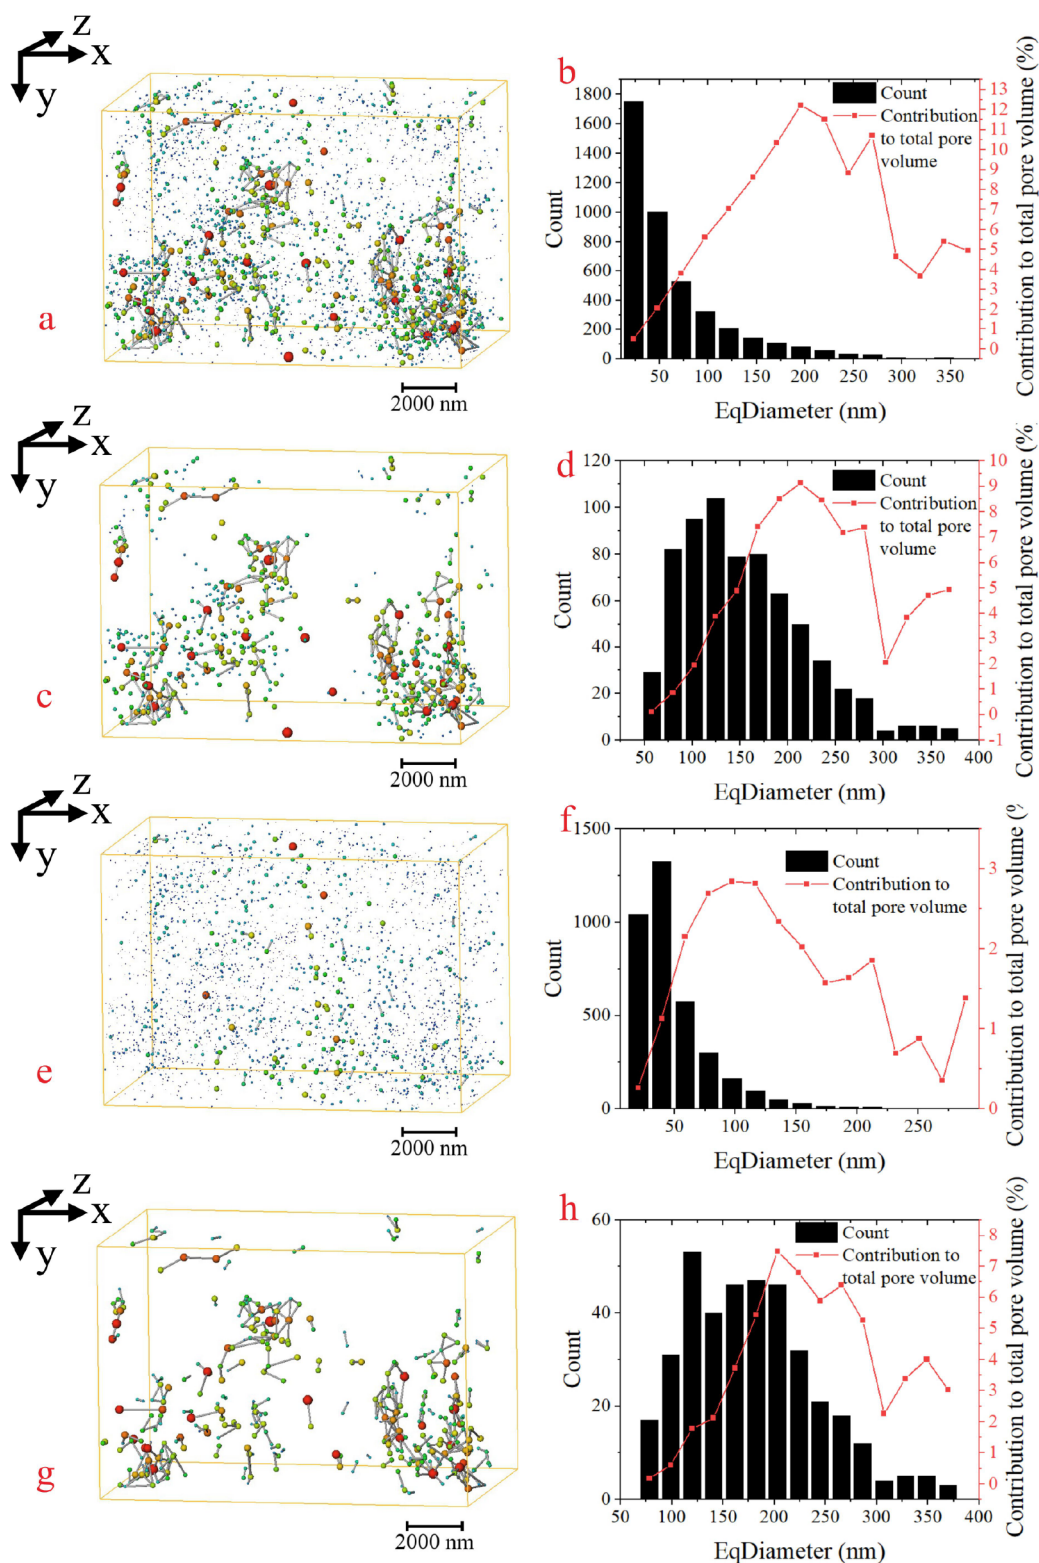 z
x
y
a
2000 nm
b
Count
Contribution
to total pore
volume
1800
1600
1400
1200
1000
800
600
400
200
0
Count
50
100
150
200
250
300
350
EqDiameter (nm)
13
12
11
10
9
8
7
6
5
4
3
2
1
0
Contribution to total pore volume (%)
z
x
y
c
2000 nm
d
Count
Contribution
to total pore
volume
120
100
80
60
40
20
0
Count
50
100
150
200
250
300
350
400
EqDiameter (nm)
10
9
8
7
6
5
4
3
2
1
0
-1
Contribution to total pore volume (%
z
x
y
e
2000 nm
f
Count
Contribution to
total pore volume
1500
1000
500
0
Count
50
100
150
200
250
EqDiameter (nm)
3
2
1
0
Contribution to total pore volume (
z
x
y
g
2000 nm
h
Count
Contribution to
total pore volume
60
40
20
0
Count
50
100
150
200
250
300
350
400
EqDiameter (nm)
8
7
6
5
4
3
2
1
0
Contribution to total pore volume (%)